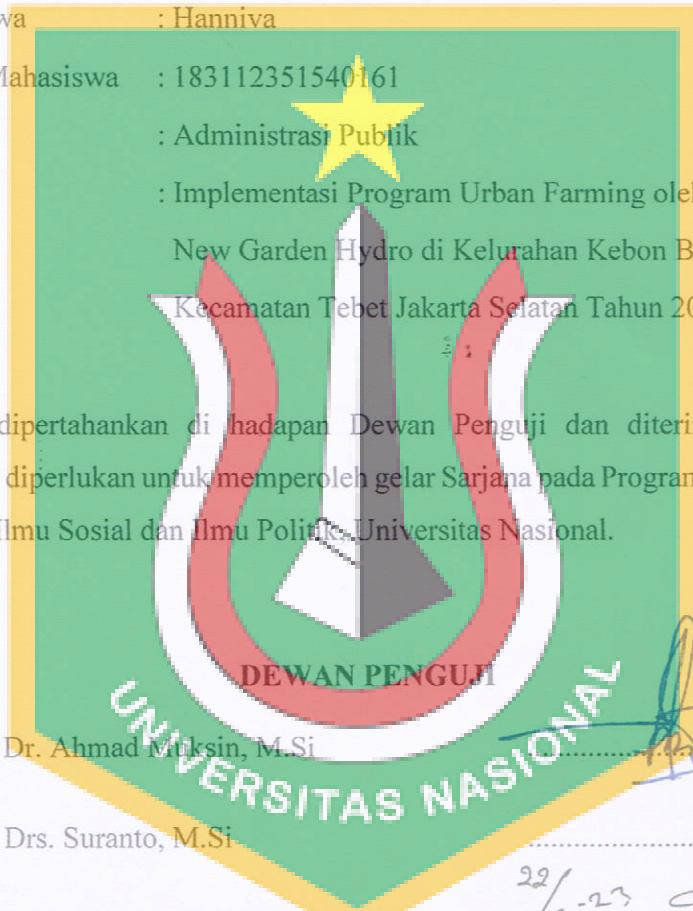 wa : Hanniva
Mahasiswa : 183112351540161
: Administrasi Publik
: Implementasi Program Urban Farming oleh
New Garden Hydro di Kelurahan Kebon B
Kecamatan Tebet Jakarta Selatan Tahun 20
dipertahankan di hadapan Dewan Penguji dan diteri
diperlukan untuk memperoleh gelar Sarjana pada Program
Ilmu Sosial dan Ilmu Politik, Universitas Nasional.
DEWAN PENGUJI
Dr. Ahmad Muksin, M.Si
UNIVERSITAS NASIONAL
Drs. Suranto, M.Si